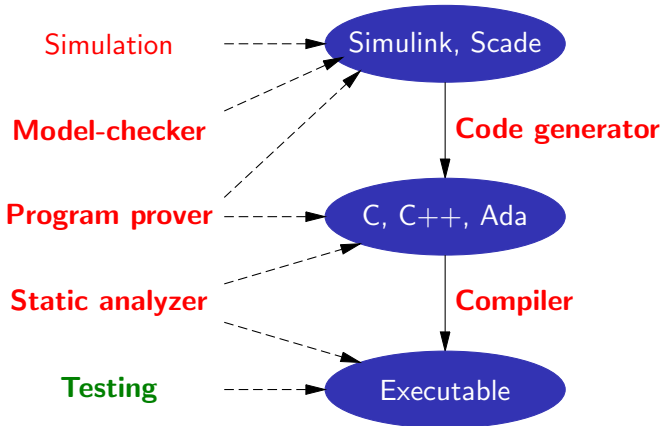 Simulation
Simulink, Scade
Model-checker
Code generator
Program prover
C, C++, Ada
Static analyzer
Compiler
Testing
Executable